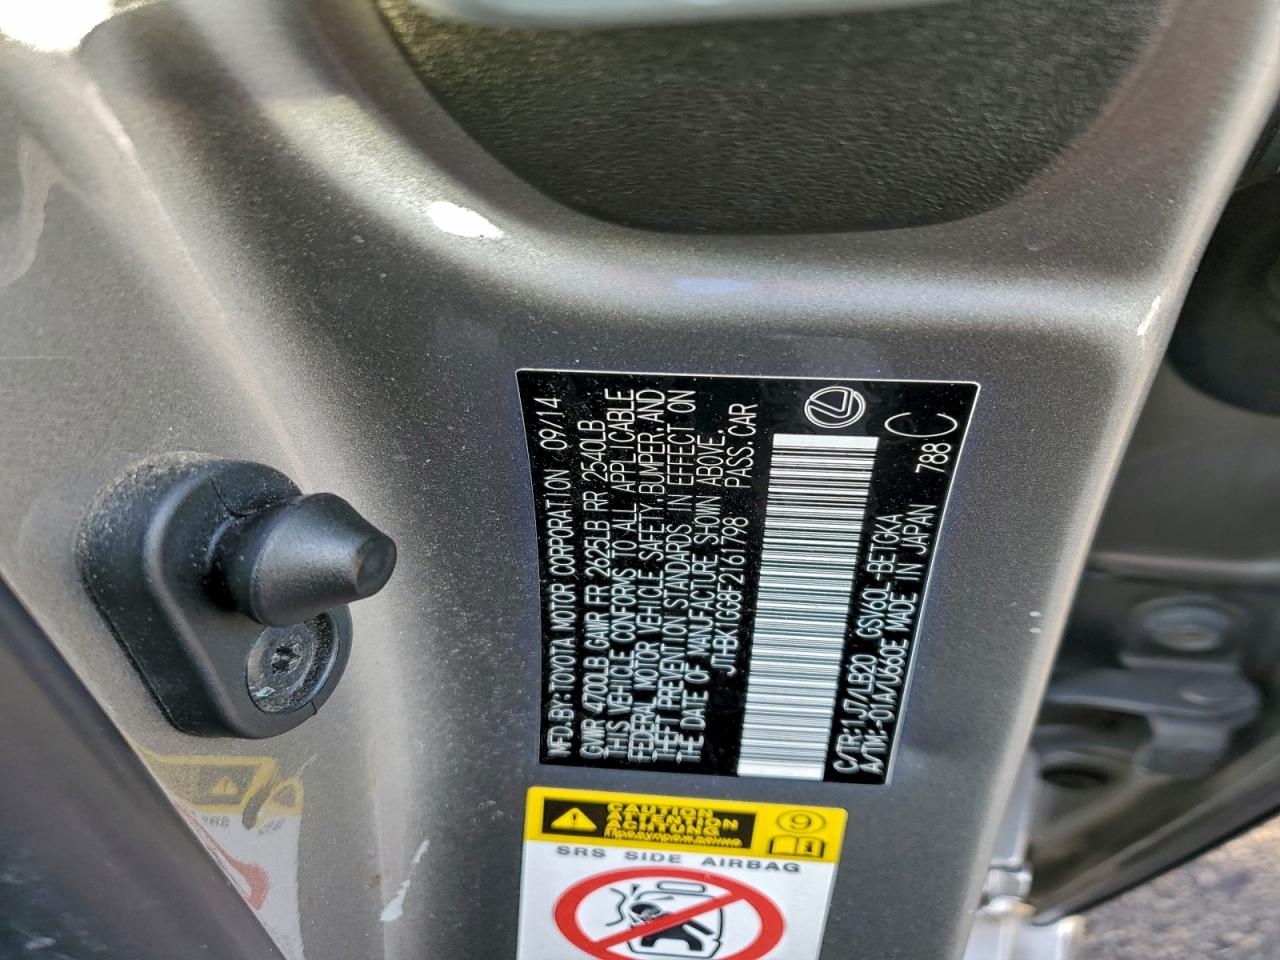 MFD.BY:TOYOTA MOTOR CORPORATION 09/14
GVWR 4700LB GAWR FR 2625LB RR 2540LB
THIS VEHICLE CONFORMS TO ALL APPLICABLE
FEDERAL MOTOR VEHICLE SAFETY,BUMPER,AND
THEFT PREVENTION STANDARDS IN EFFECT ON
THE DATE OF MANUFACTURE SHOWN ABOVE.
JTHBK1GG8F2161798 PASS.CAR
C/TR:1J7/LB20 GSV60L-BETGKA
A/TM:-01A/U660E MADE IN JAPAN 788 C
CAUTION
ATTENTION
ACHTUNG
Предупреждение
9
SRS SIDE AIRBAG